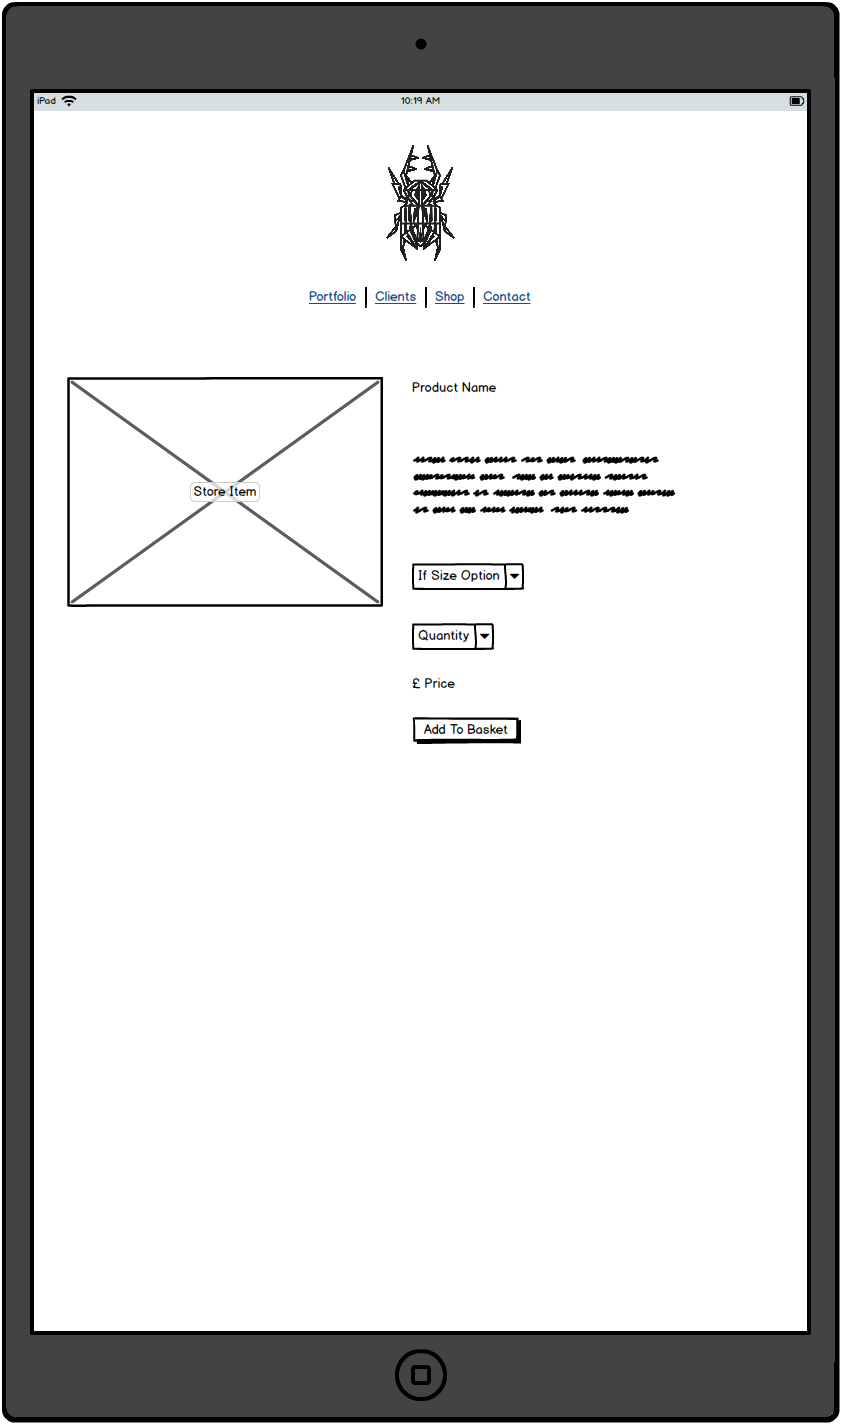 iPad
10:19 AM
Portfolio Clients Shop Contact
Store Item
Product Name
If Size Option
Quantity
£ Price
Add To Basket